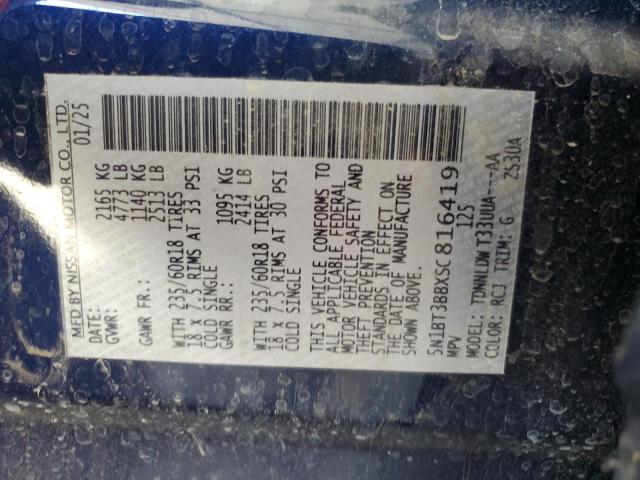 MFD BY NISSAN MOTOR CO., LTD.
DATE: 01/25
GVWR: 2165 KG
4773 LB
GAWR FR.: 1140 KG
2513 LB
WITH 235/60R18 TIRES
18 X 7.5 RIMS AT 33 PSI
COLD SINGLE
GAWR RR.: 1095 KG
2414 LB
WITH 235/60R18 TIRES
18 X 7.5 RIMS AT 30 PSI
COLD SINGLE
THIS VEHICLE CONFORMS TO
ALL APPLICABLE FEDERAL
MOTOR VEHICLE SAFETY AND
THEFT PREVENTION
STANDARDS IN EFFECT ON
THE DATE OF MANUFACTURE
SHOWN ABOVE.
5N1BT3BBXSC816419
MPV 125
MODEL: TDNNLDW T33UUA---AA
COLOR: RCJ TRIM: G ZS30A